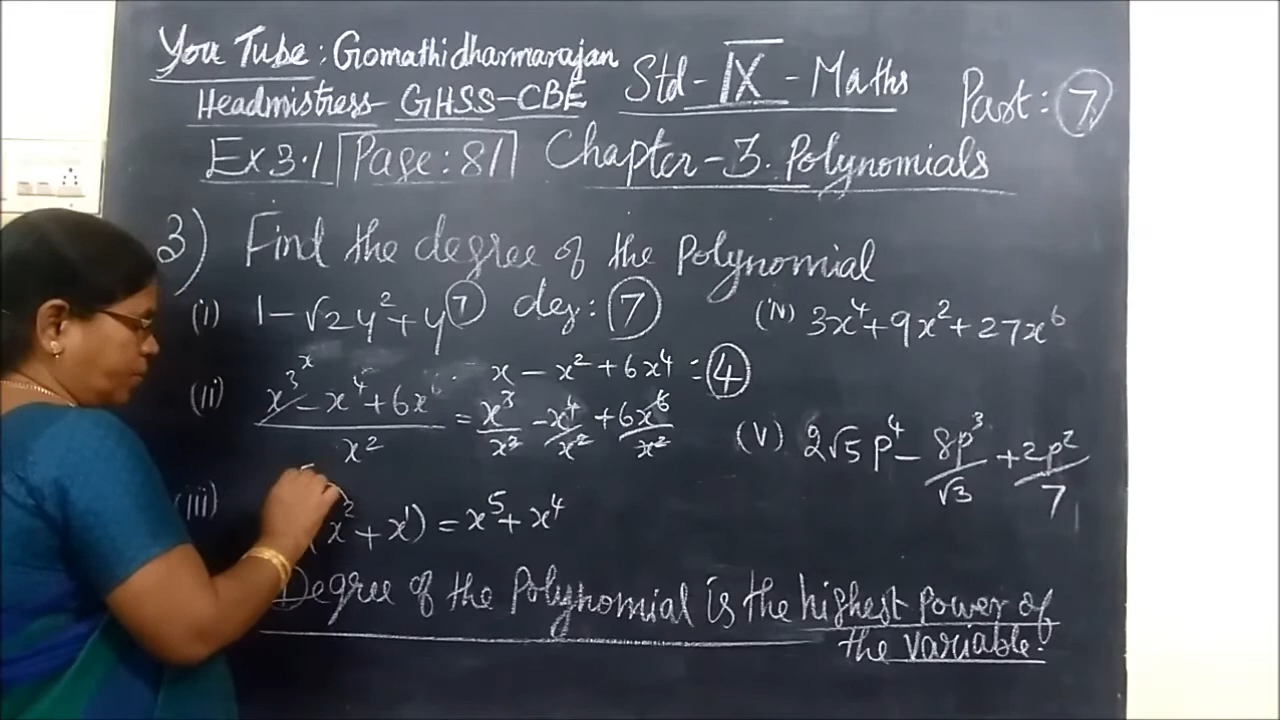 You Tube: Gomathidharmarajan
Headmistress- GHSS-CBE
Std- IX - Maths
Part: 7
Ex 3.1 Page: 81 Chapter-3. Polynomials
3) Find the degree of the Polynomial
(i) 1 - √2 y² + y⁷ deg: 7
(ii) (x³ - x⁴ + 6x⁶) / x² = x³/x² - x⁴/x² + 6x⁶/x²
x - x² + 6x⁴ = 4
(iii) (x² + x¹) = x⁵ + x⁴
(iv) 3x⁴ + 9x² + 27x⁶
(v) 2√5 p⁴ - 8p³/√3 + 2p²/7
Degree of the Polynomial is the highest Power of
the variable.